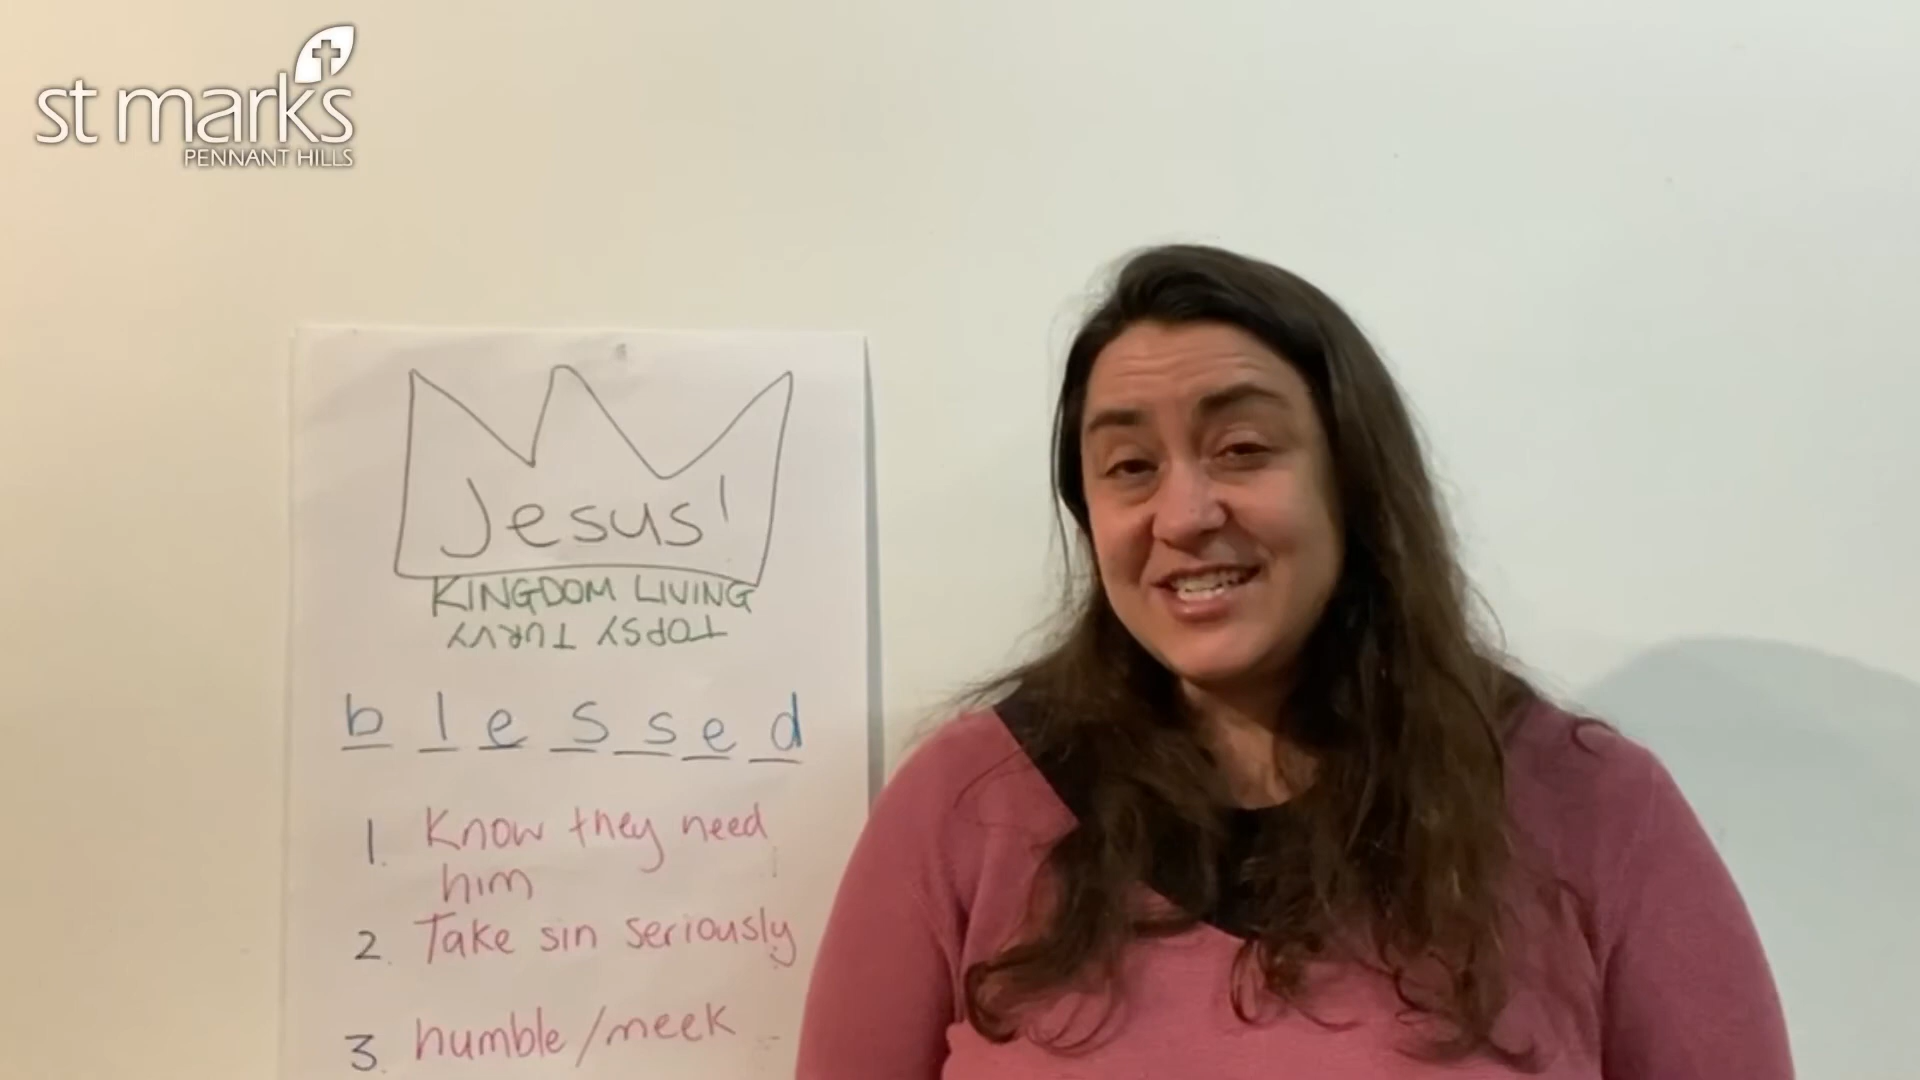 st marks
PENNANT HILLS
Jesus!
KINGDOM LIVING
TOPSY TURVY
blessed
1. Know they need
him
2. Take sin seriously
3. humble/meek